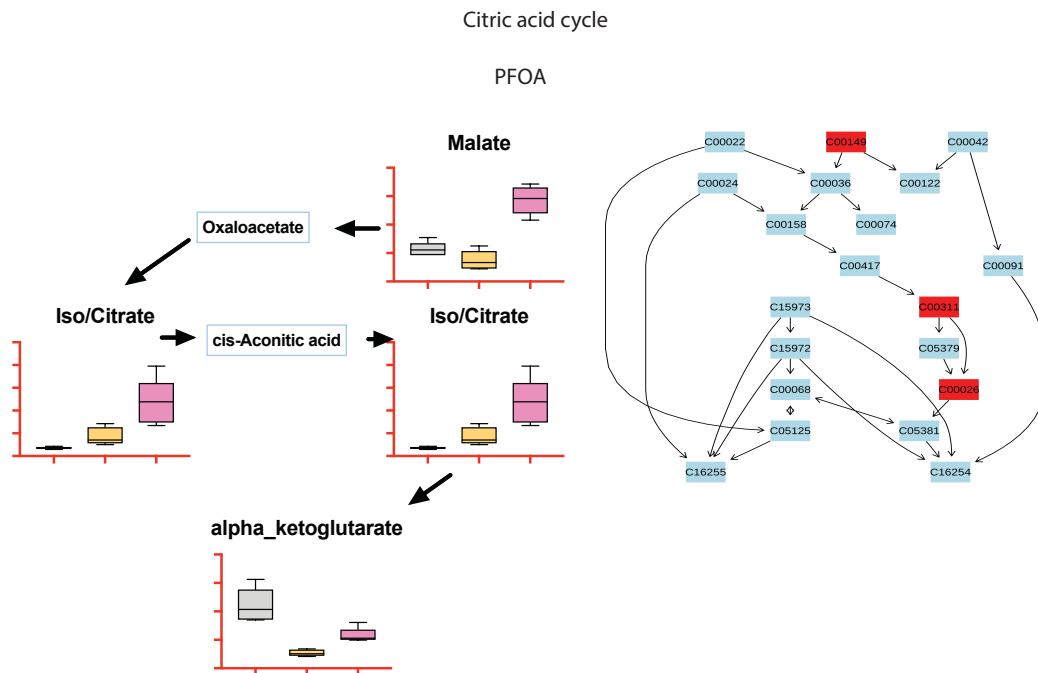 Citric acid cycle
PFOA
Malate
Oxaloacetate
Iso/Citrate
cis-Aconitic acid
Iso/Citrate
alpha_ketoglutarate
C00022
C00149
C00042
C00024
C00036
C00122
C00158
C00074
C00417
C00091
C15973
C00311
C15972
C05379
C00068
C00026
C05125
C05381
C16255
C16254